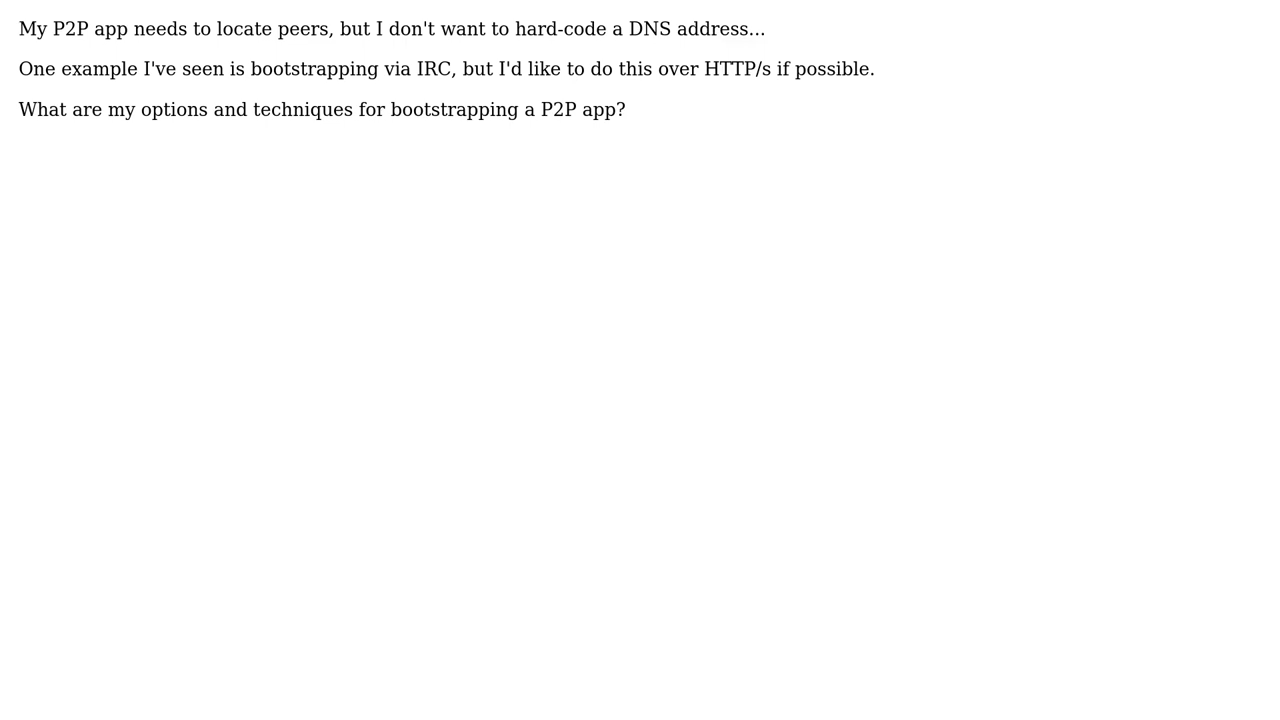 My P2P app needs to locate peers, but I don't want to hard-code a DNS address...
One example I've seen is bootstrapping via IRC, but I'd like to do this over HTTP/s if possible.
What are my options and techniques for bootstrapping a P2P app?